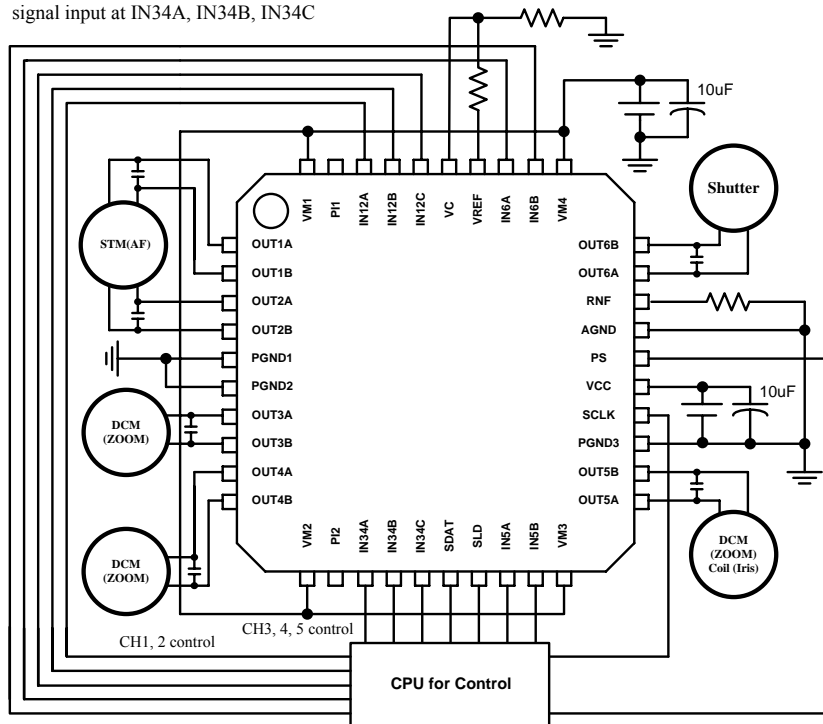 signal input at IN34A, IN34B, IN34C
10uF
VM1
PI1
IN12A
IN12B
IN12C
VC
VREF
IN6A
IN6B
VM4
Shutter
STM(AF)
OUT1A
OUT1B
OUT2A
OUT2B
PGND1
PGND2
OUT3A
OUT3B
OUT4A
OUT4B
OUT6B
OUT6A
RNF
AGND
PS
VCC
SCLK
PGND3
OUT5B
OUT5A
10uF
DCM
(ZOOM)
DCM
(ZOOM)
DCM
(ZOOM)
Coil (Iris)
VM2
PI2
IN34A
IN34B
IN34C
SDAT
SLD
IN5A
IN5B
VM3
CH1, 2 control
CH3, 4, 5 control
CPU for Control